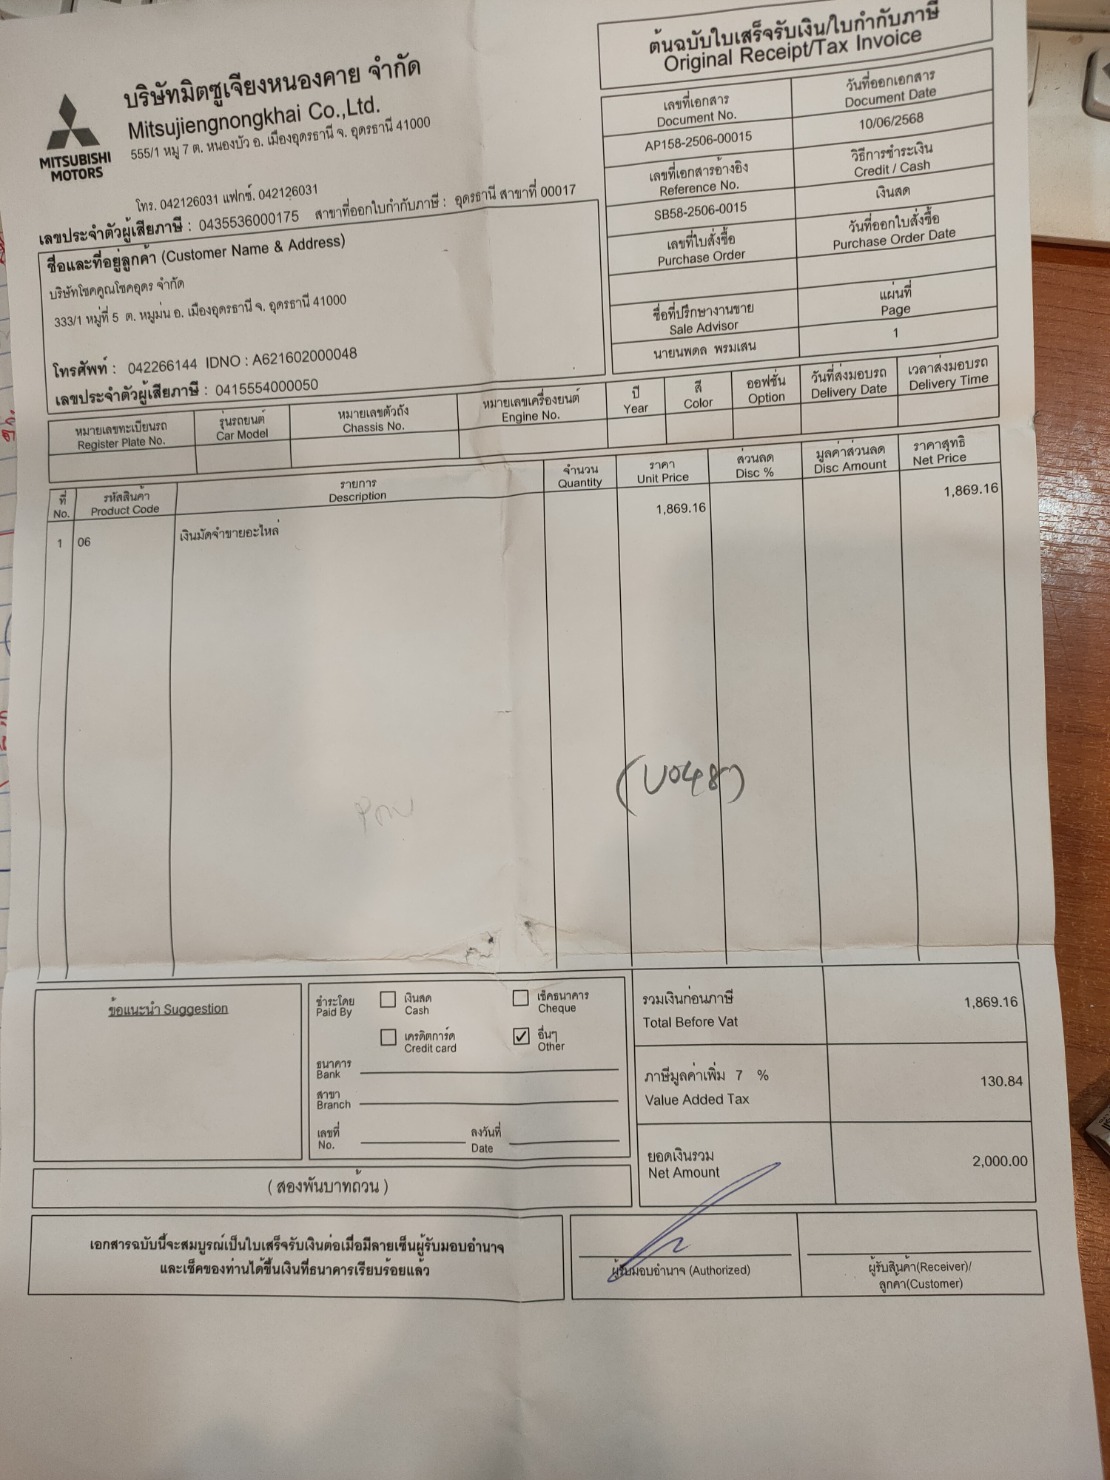 ต้นฉบับใบเสร็จรับเงิน/ใบกำกับภาษี
Original Receipt/Tax Invoice
MITSUBISHI
MOTORS
บริษัทมิตซูเจียงหนองคาย จำกัด
Mitsujiengnongkhai Co.,Ltd.
555/1 หมู่ 7 ต. หนองบัว อ. เมืองอุดรธานี จ. อุดรธานี 41000
โทร. 042126031 แฟกซ์. 042126031
เลขประจำตัวผู้เสียภาษี : 0435536000175 สาขาที่ออกใบกำกับภาษี : อุดรธานี สาขาที่ 00017
เลขที่เอกสาร
Document No.
วันที่ออกเอกสาร
Document Date
AP158-2506-00015
10/06/2568
เลขที่เอกสารอ้างอิง
Reference No.
วิธีการชำระเงิน
Credit / Cash
SB58-2506-0015
เงินสด
เลขที่ใบสั่งซื้อ
Purchase Order
วันที่ออกใบสั่งซื้อ
Purchase Order Date
ชื่อที่ปรึกษางานขาย
Sale Advisor
แผ่นที่
Page
นายนพดล พรมเสน
1
ชื่อและที่อยู่ลูกค้า (Customer Name & Address)
บริษัทโชคคูณโชคอุดร จำกัด
333/1 หมู่ที่ 5 ต. หมูม่น อ. เมืองอุดรธานี จ. อุดรธานี 41000
โทรศัพท์ : 042266144 IDNO : A621602000048
เลขประจำตัวผู้เสียภาษี : 0415554000050
หมายเลขทะเบียนรถ
Register Plate No.
รุ่นรถยนต์
Car Model
หมายเลขตัวถัง
Chassis No.
หมายเลขเครื่องยนต์
Engine No.
ปี
Year
สี
Color
ออฟชั่น
Option
วันที่ส่งมอบรถ
Delivery Date
เวลาส่งมอบรถ
Delivery Time
ที่
No.
รหัสสินค้า
Product Code
รายการ
Description
จำนวน
Quantity
ราคา
Unit Price
ส่วนลด
Disc %
มูลค่าส่วนลด
Disc Amount
ราคาสุทธิ
Net Price
1 06 เงินมัดจำขายอะไหล่ 1,869.16 1,869.16
ข้อแนะนำ Suggestion
ชำระโดย
Paid By
เงินสด
Cash
เช็คธนาคาร
Cheque
เครดิตการ์ด
Credit card
อื่นๆ
Other
ธนาคาร
Bank
สาขา
Branch
เลขที่
No.
ลงวันที่
Date
รวมเงินก่อนภาษี
Total Before Vat
1,869.16
ภาษีมูลค่าเพิ่ม 7 %
Value Added Tax
130.84
ยอดเงินรวม
Net Amount
2,000.00
( สองพันบาทถ้วน )
เอกสารฉบับนี้จะสมบูรณ์เป็นใบเสร็จรับเงินต่อเมื่อมีลายเซ็นผู้รับมอบอำนาจ
และเช็คของท่านได้ขึ้นเงินที่ธนาคารเรียบร้อยแล้ว
ผู้รับมอบอำนาจ (Authorized)
ผู้รับสินค้า(Receiver)/
ลูกค้า(Customer)